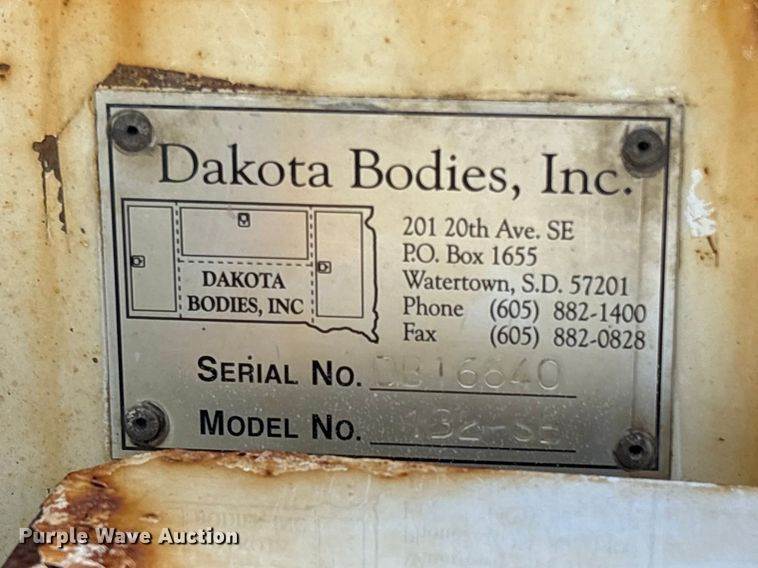 Dakota Bodies, Inc.
DAKOTA
BODIES, INC
201 20th Ave. SE
P.O. Box 1655
Watertown, S.D. 57201
Phone (605) 882-1400
Fax (605) 882-0828
SERIAL NO. DB16640
MODEL NO.
Purple Wave Auction